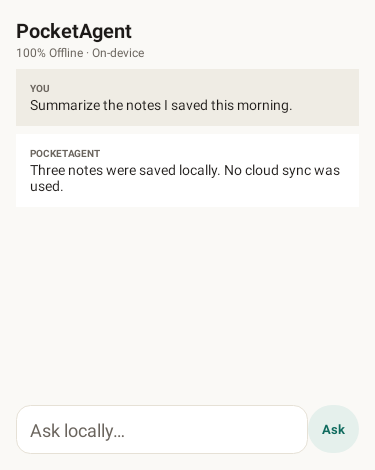 PocketAgent
100% Offline · On-device
YOU
Summarize the notes I saved this morning.
POCKETAGENT
Three notes were saved locally. No cloud sync was
used.
Ask locally...
Ask